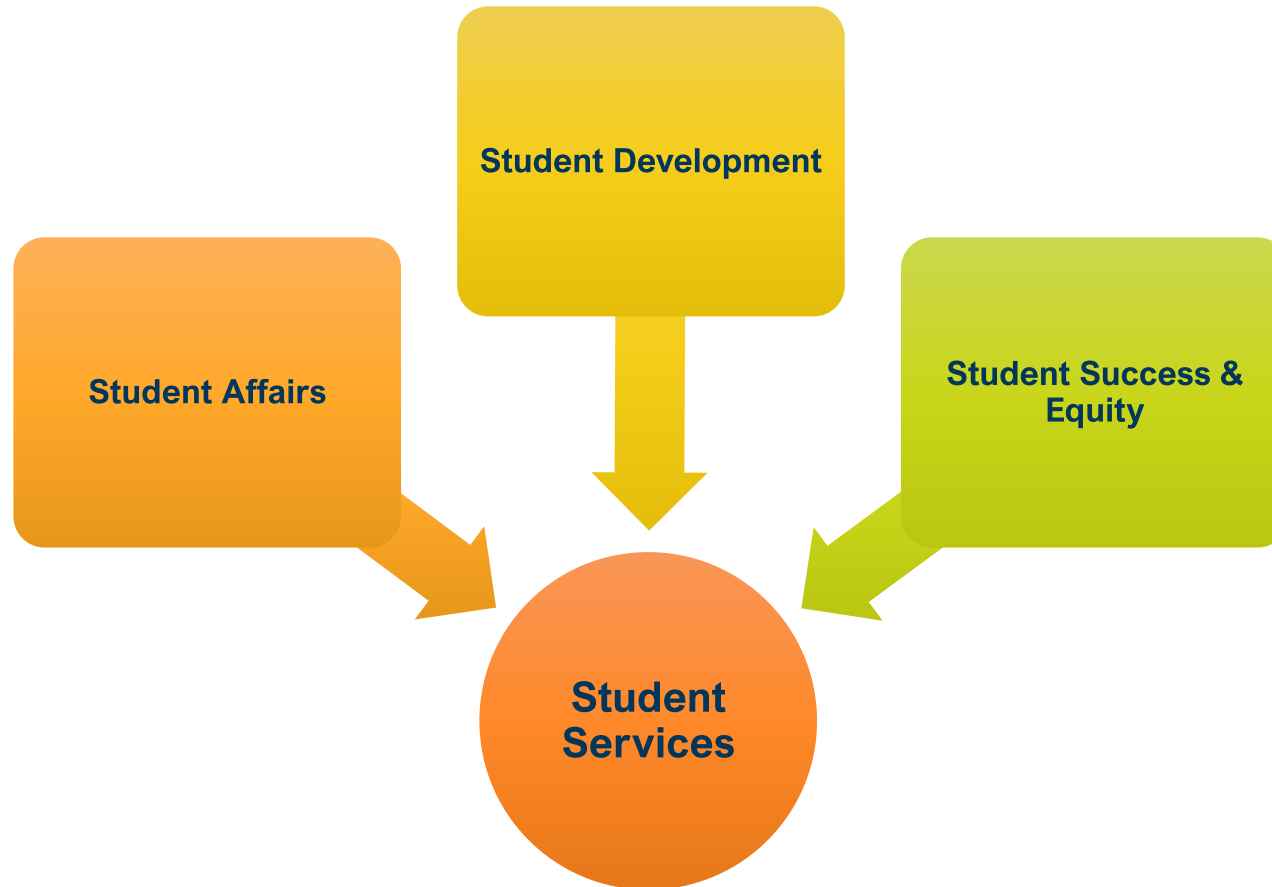 Student Development
Student Affairs
Student Success &
Equity
Student
Services